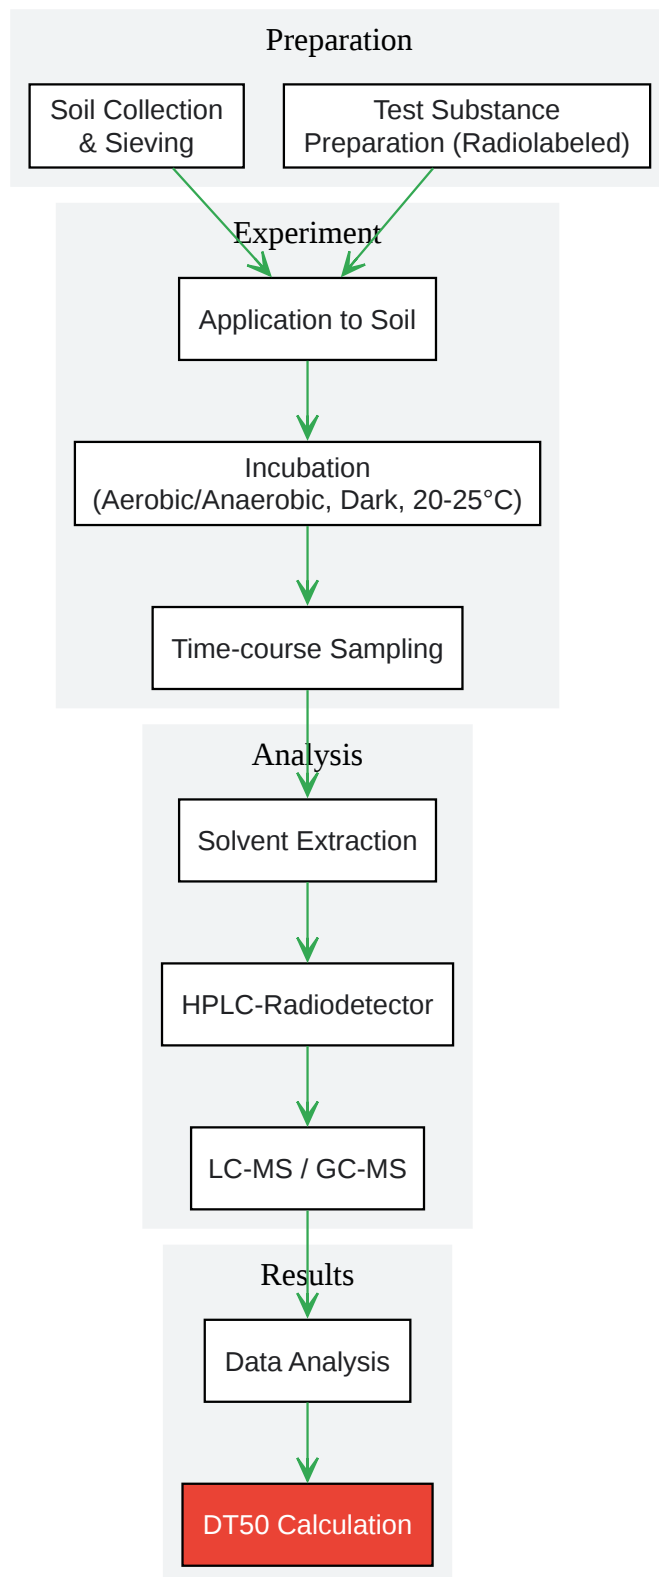 Preparation
Soil Collection
& Sieving
Test Substance
Preparation (Radiolabeled)
Experiment
Application to Soil
Incubation
(Aerobic/Anaerobic, Dark, 20-25°C)
Time-course Sampling
Analysis
Solvent Extraction
HPLC-Radiodetector
LC-MS / GC-MS
Results
Data Analysis
DT50 Calculation